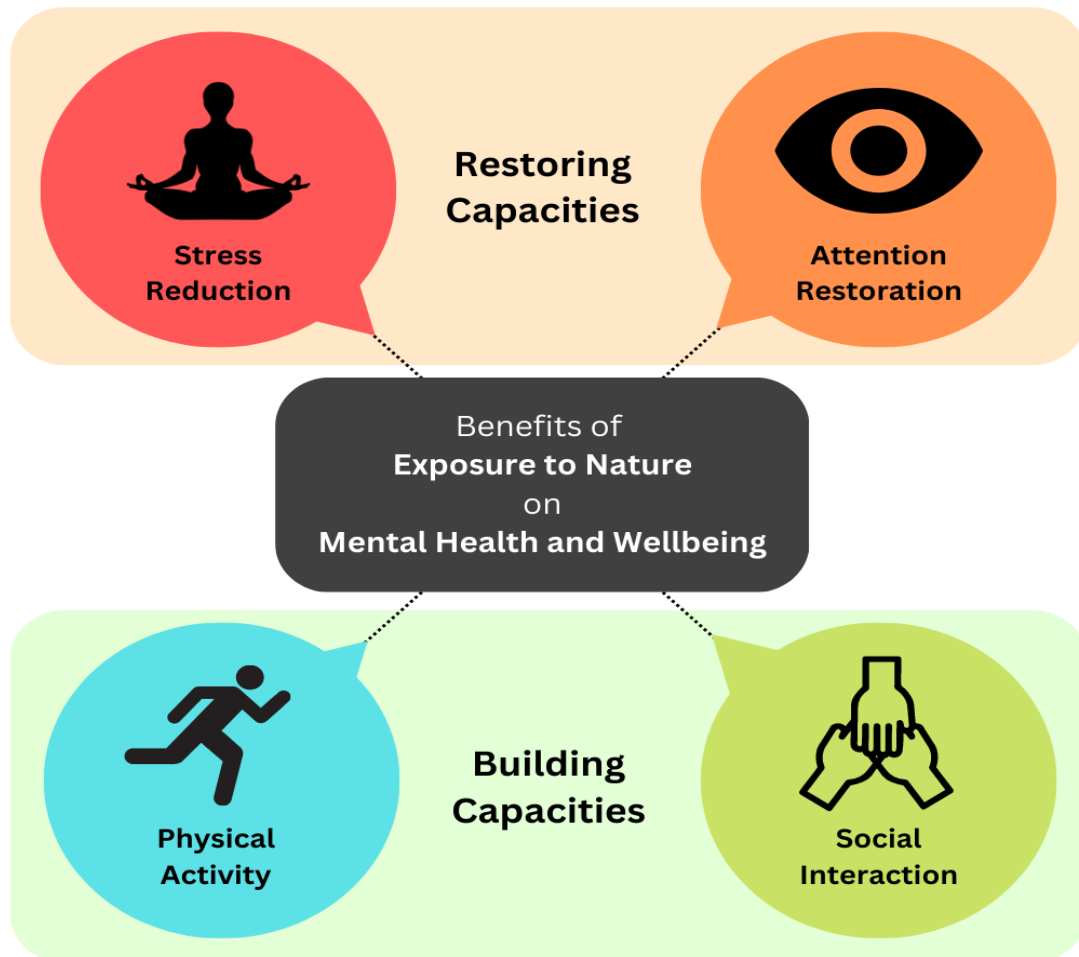 Restoring
Capacities
Stress
Reduction
Attention
Restoration
Benefits of
Exposure to Nature
on
Mental Health and Wellbeing
Building
Capacities
Physical
Activity
Social
Interaction